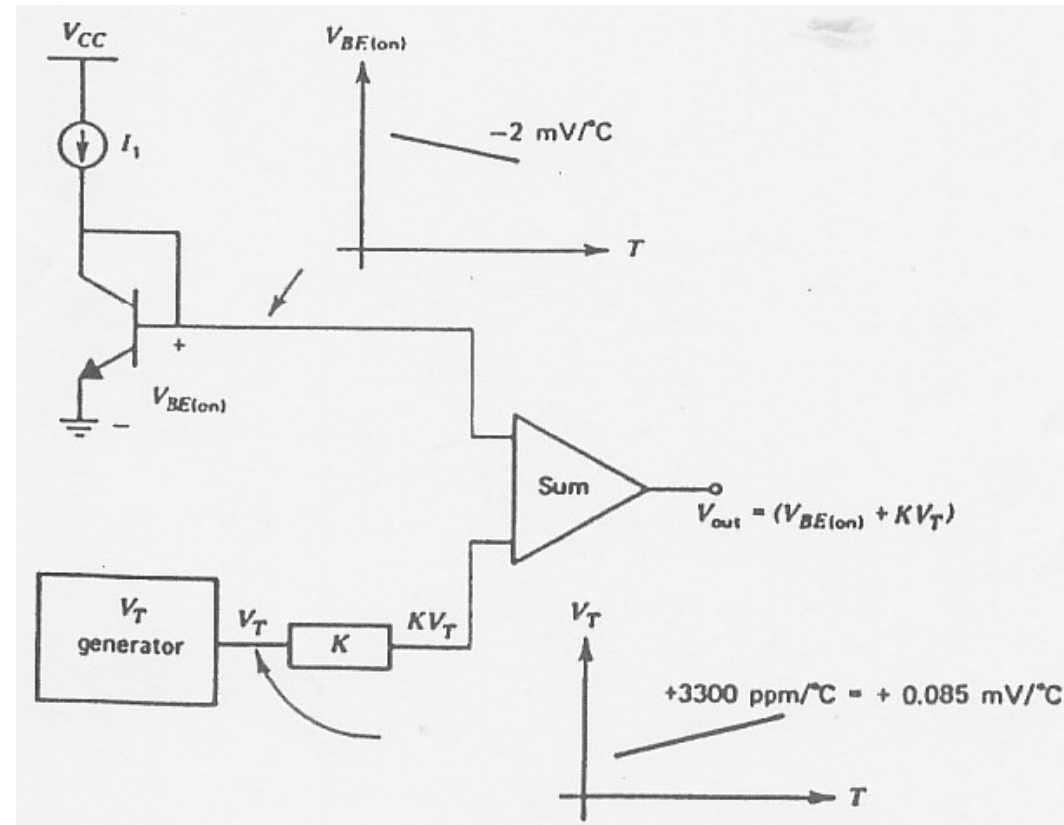 V_CC
I_1
V_BE(on)
−2 mV/°C
T
+
V_BE(on)
−
Sum
V_out = (V_BE(on) + KV_T)
V_T
generator
V_T
K
KV_T
V_T
+3300 ppm/°C = + 0.085 mV/°C
T